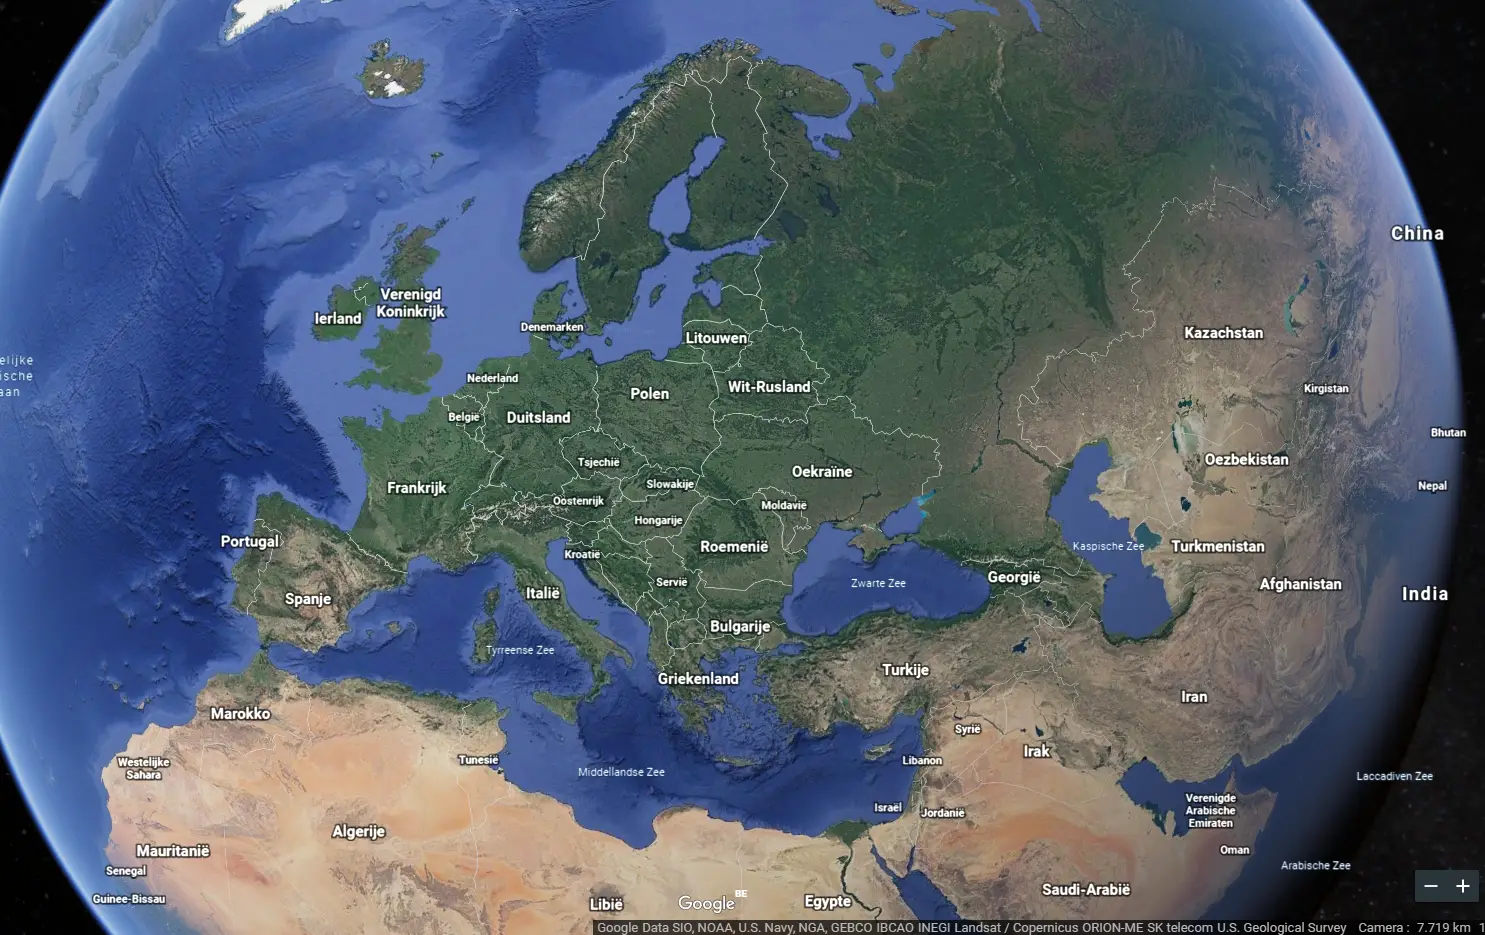 China
Verenigd
Koninkrijk
Ierland
Denemarken
Litouwen
Kazachstan
elijke
ische
aan
Nederland
Polen
Wit-Rusland
Kirgistan
België
Duitsland
Bhutan
Tsjechië
Oekraïne
Oezbekistan
Frankrijk
Slowakije
Nepal
Oostenrijk
Moldavië
Hongarije
Portugal
Kroatië
Roemenië
Kaspische Zee
Turkmenistan
Servië
Zwarte Zee
Georgië
Afghanistan
Spanje
Italië
India
Bulgarije
Tyrreense Zee
Griekenland
Turkije
Iran
Marokko
Syrië
Irak
Westelijke
Sahara
Tunesië
Middellandse Zee
Libanon
Laccadiven Zee
Israël
Jordanië
Verenigde
Arabische
Emiraten
Algerije
Mauritanië
Oman
Senegal
Arabische Zee
Guinee-Bissau
Libië
Google
BE
Egypte
Saudi-Arabië
− +
Google Data SIO, NOAA, U.S. Navy, NGA, GEBCO IBCAO INEGI Landsat / Copernicus ORION-ME SK telecom U.S. Geological Survey Camera : 7.719 km 1